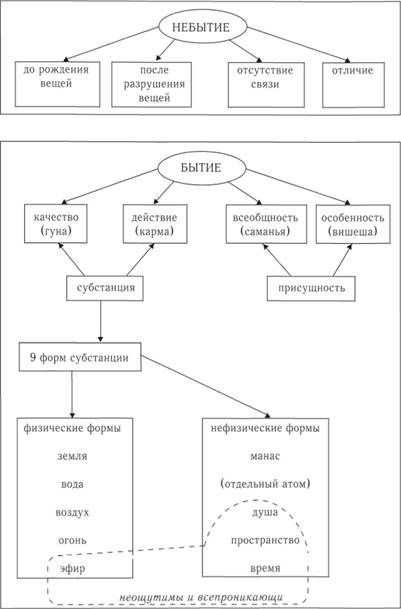 НЕБЫТИЕ
до рождения
вещей
после
разрушения
вещей
отсутствие
связи
отличие
БЫТИЕ
качество
(гуна)
действие
(карма)
всеобщность
(саманья)
особенность
(вишеша)
субстанция
присущность
9 форм субстанции
физические формы
земля
вода
воздух
огонь
эфир
нефизические формы
манас
(отдельный атом)
душа
пространство
время
неощутимы и всепроникающи